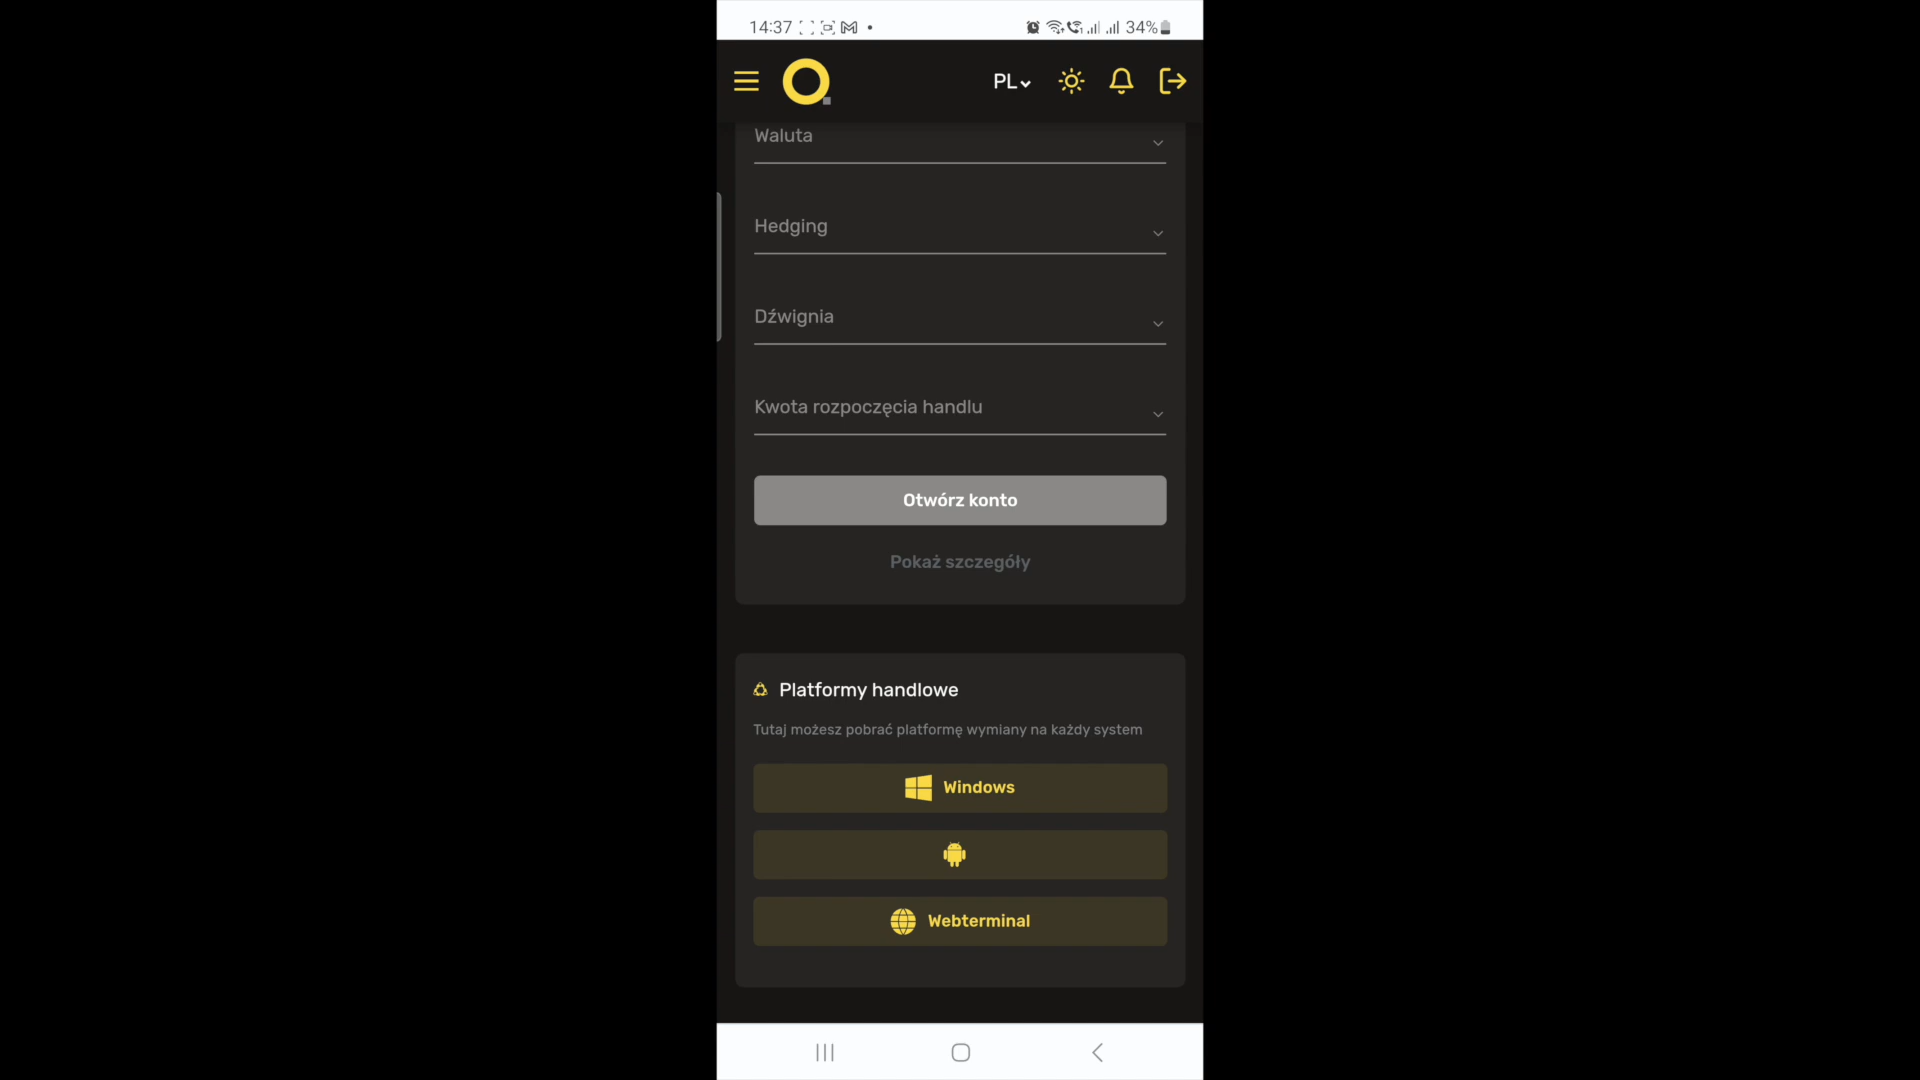 14:37
34%
PL
Waluta
Hedging
Dźwignia
Kwota rozpoczęcia handlu
Otwórz konto
Pokaż szczegóły
Platformy handlowe
Tutaj możesz pobrać platformę wymiany na każdy system
Windows
Webterminal